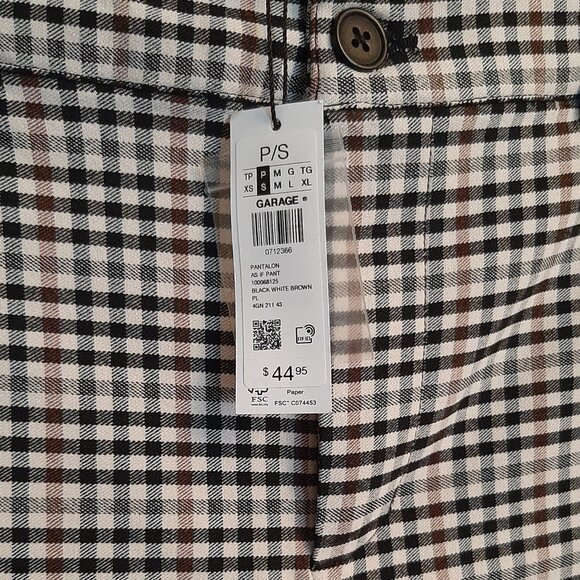 P/S
TP P M G TG
XS S M L XL
GARAGE ®
0712366
PANTALON
AS IF PANT
100068125
BLACK WHITE BROWN
PL
4GN 211 43
RFID
$ 44.95
FSC
Paper
FSC® C074453